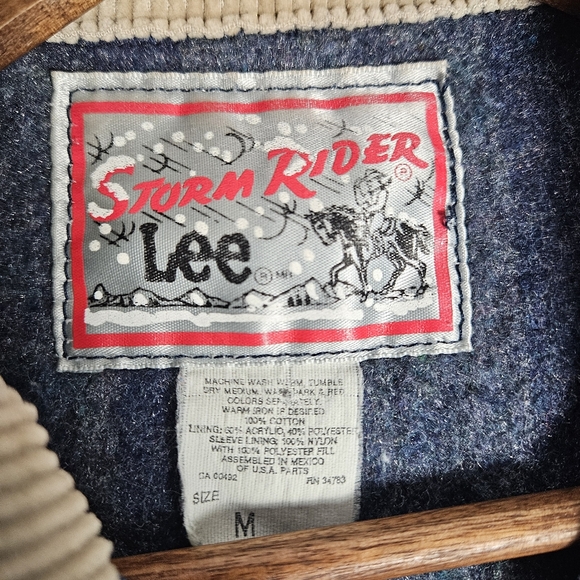 STORM RIDER ®
Lee ® MR
MACHINE WASH WARM, TUMBLE
DRY MEDIUM, WASH DARK & RED
COLORS SEPARATELY.
WARM IRON IF DESIRED
100% COTTON
LINING: 60% ACRYLIC, 40% POLYESTER
SLEEVE LINING: 100% NYLON
WITH 100% POLYESTER FILL
ASSEMBLED IN MEXICO
OF U.S.A. PARTS
CA 00492 RN 34783
SIZE
M